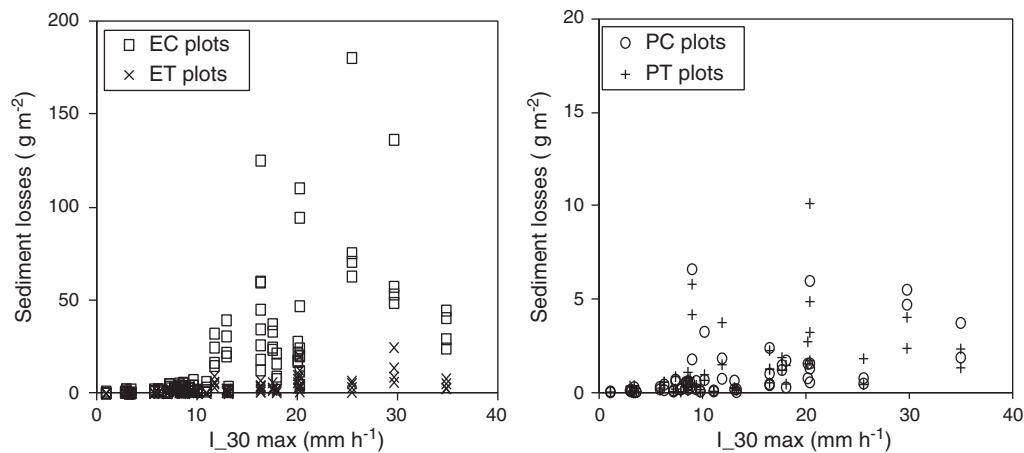 200
150
100
50
0
Sediment losses ( g m⁻²)
EC plots
ET plots
0 10 20 30 40
I_30 max (mm h⁻¹)
20
15
10
5
0
Sediment losses ( g m⁻²)
PC plots
PT plots
0 10 20 30 40
I_30 max (mm h⁻¹)